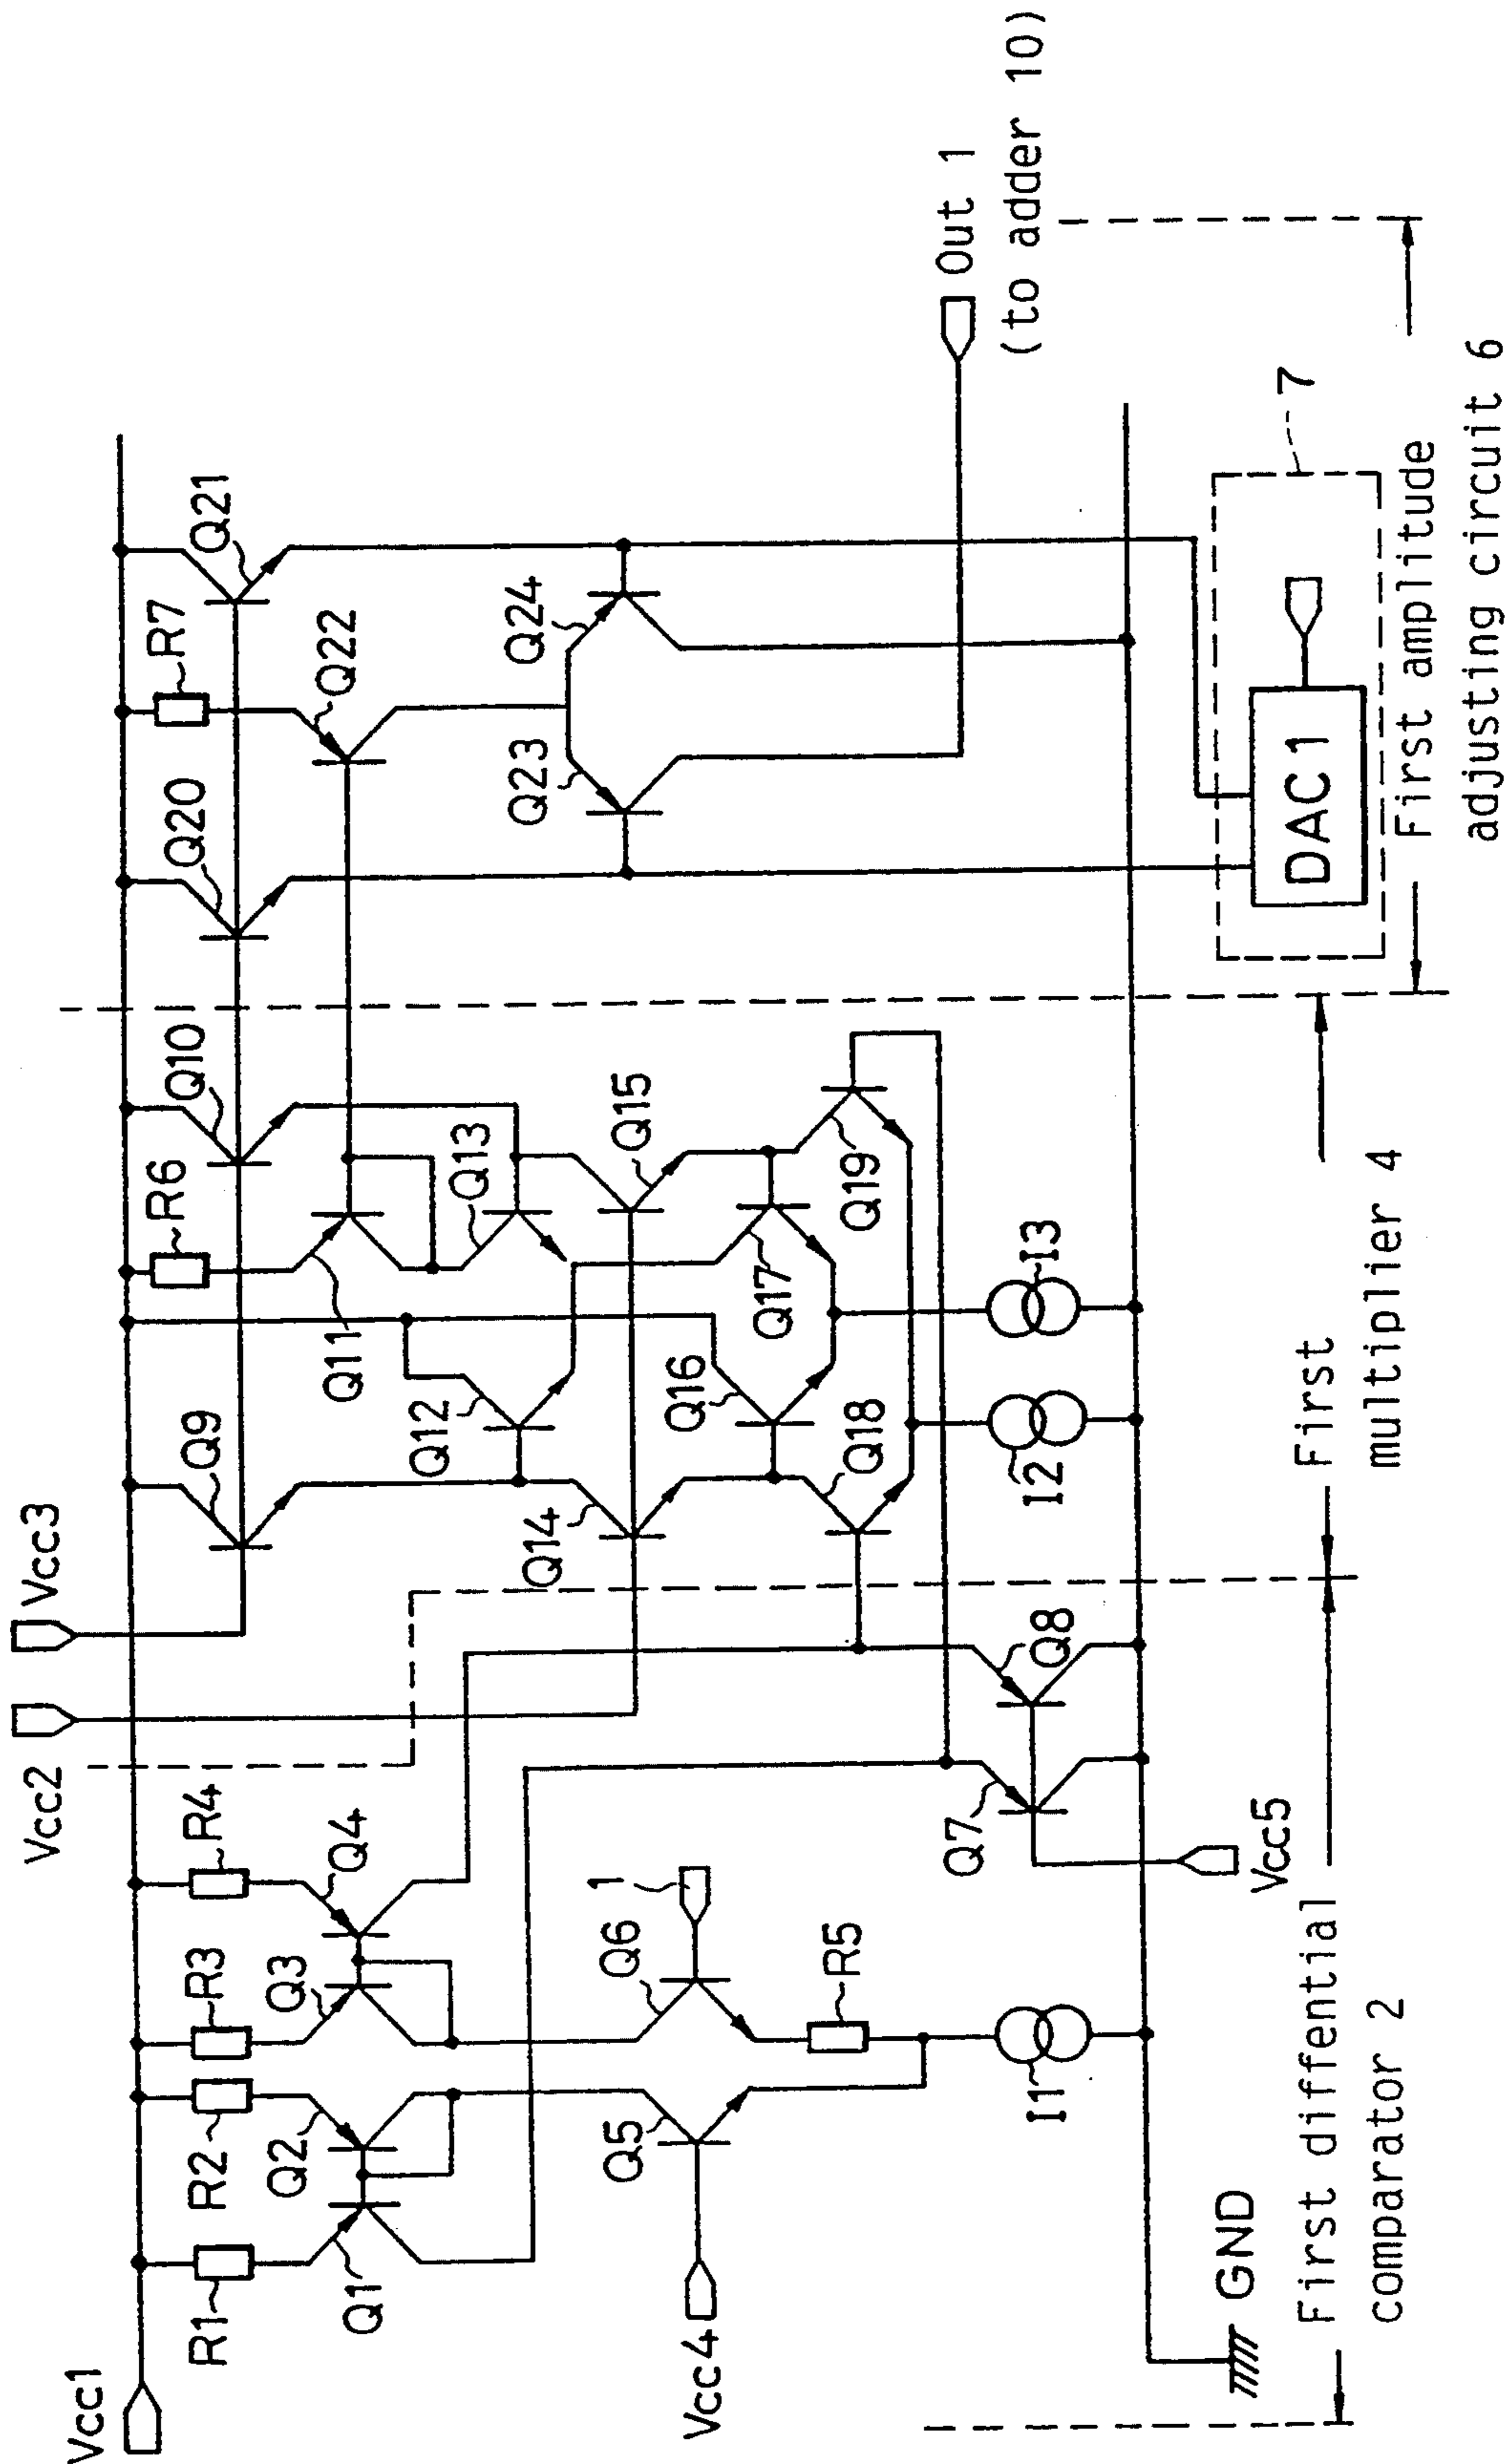 Vcc1
Vcc2
Vcc3
R1
R2
R3
R4
R6
R7
Q1
Q2
Q3
Q4
Q9
Q10
Q20
Q21
Q11
Q22
Q12
Q13
Q23
Q24
Q5
Q6
1
Q14
Q15
Vcc4
R5
Q16
Q17
Q18
Q19
Out 1
(to adder 10)
I1
Q7
Q8
I2
I3
Vcc5
GND
DAC1
7
First diffential
comparator 2
First
multiplier 4
First amplitude
adjusting circuit 6